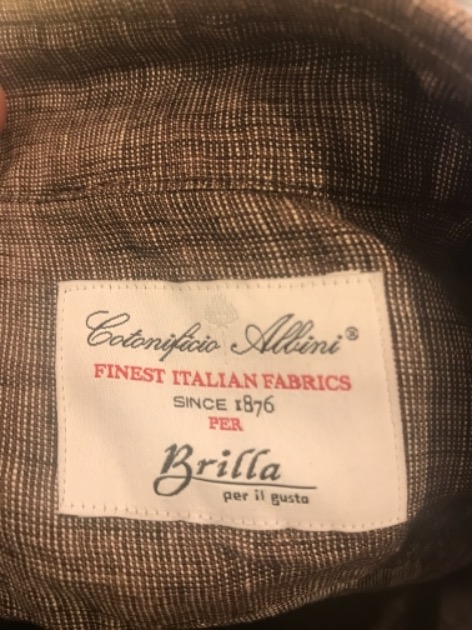 Cotonificio Albini®
FINEST ITALIAN FABRICS
SINCE 1876
PER
Brilla
per il gusto